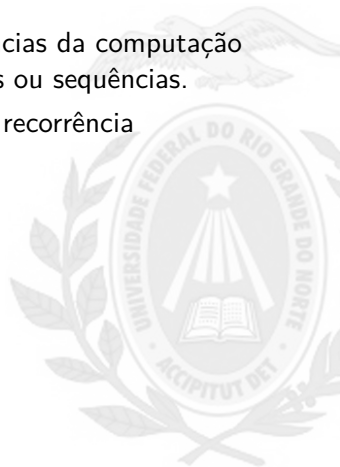 cias da computação
s ou sequências.
recorrência
UNIVERSIDADE FEDERAL DO RIO GRANDE DO NORTE
ACCIPITUT DET